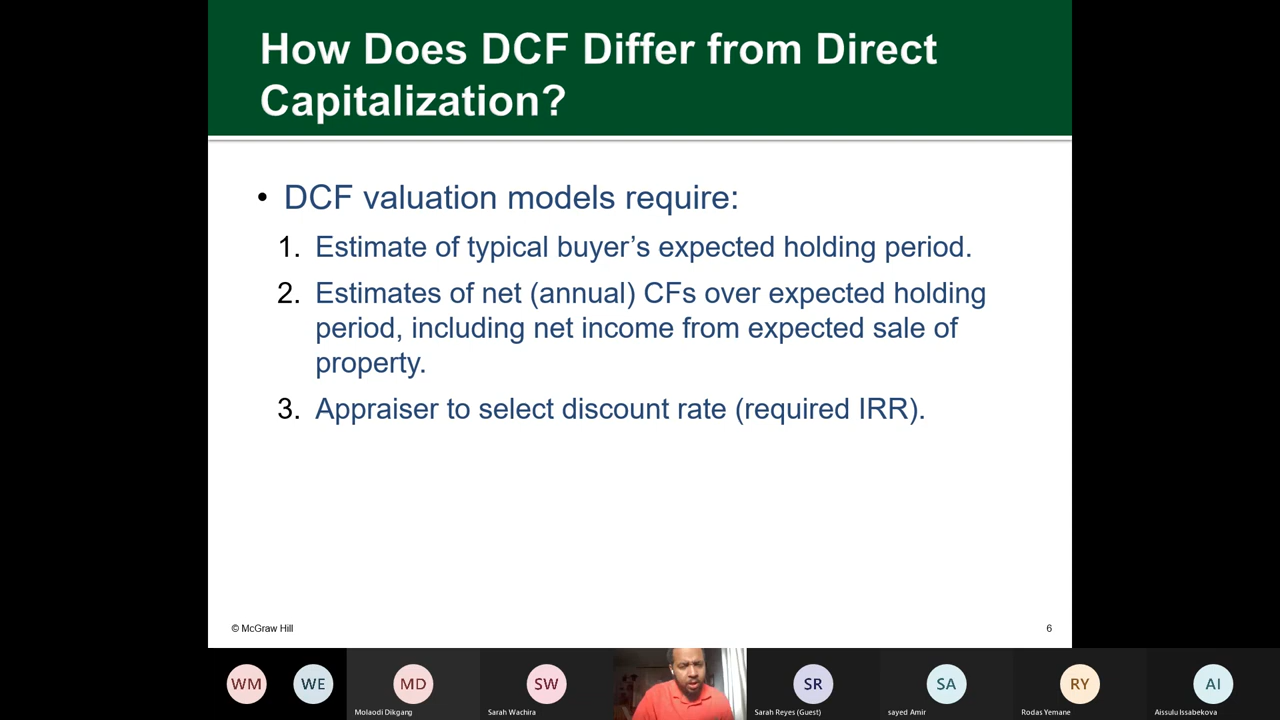 How Does DCF Differ from Direct
Capitalization?
• DCF valuation models require:
1. Estimate of typical buyer’s expected holding period.
2. Estimates of net (annual) CFs over expected holding
period, including net income from expected sale of
property.
3. Appraiser to select discount rate (required IRR).
© McGraw Hill
6
WM
WE
MD
SW
SR
SA
RY
AI
Molaodi Dikgang
Sarah Wachira
Sarah Reyes (Guest)
sayed Amir
Rodas Yemane
Aissulu Issabekova